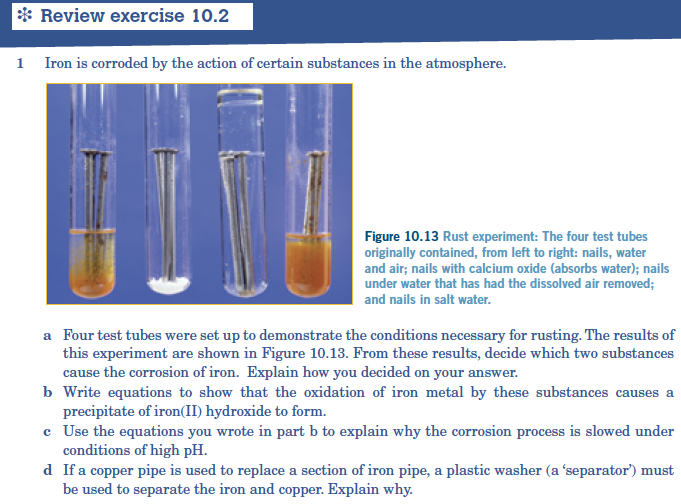 ❇ Review exercise 10.2
1 Iron is corroded by the action of certain substances in the atmosphere.
Figure 10.13 Rust experiment: The four test tubes
originally contained, from left to right: nails, water
and air; nails with calcium oxide (absorbs water); nails
under water that has had the dissolved air removed;
and nails in salt water.
a Four test tubes were set up to demonstrate the conditions necessary for rusting. The results of
this experiment are shown in Figure 10.13. From these results, decide which two substances
cause the corrosion of iron. Explain how you decided on your answer.
b Write equations to show that the oxidation of iron metal by these substances causes a
precipitate of iron(II) hydroxide to form.
c Use the equations you wrote in part b to explain why the corrosion process is slowed under
conditions of high pH.
d If a copper pipe is used to replace a section of iron pipe, a plastic washer (a ‘separator’) must
be used to separate the iron and copper. Explain why.